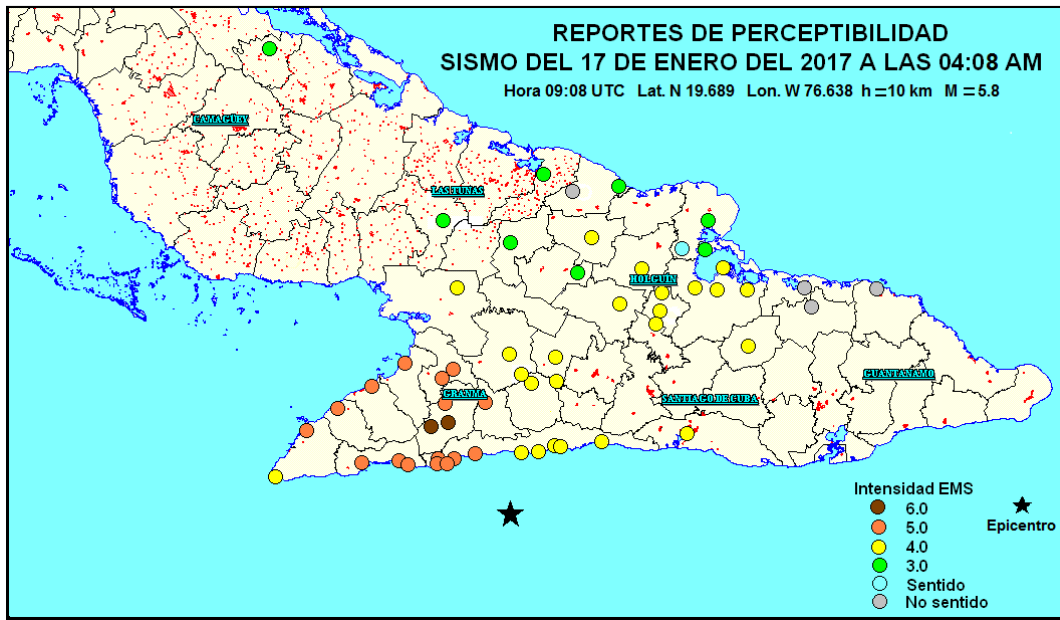 REPORTES DE PERCEPTIBILIDAD
SISMO DEL 17 DE ENERO DEL 2017 A LAS 04:08 AM
Hora 09:08 UTC Lat. N 19.689 Lon. W 76.638 h = 10 km M = 5.8
CAMAGÜEY
LAS TUNAS
HOLGUIN
GRANMA
SANTIAGO DE CUBA
GUANTANAMO
Intensidad EMS
6.0
5.0
4.0
3.0
Sentido
No sentido
Epicentro